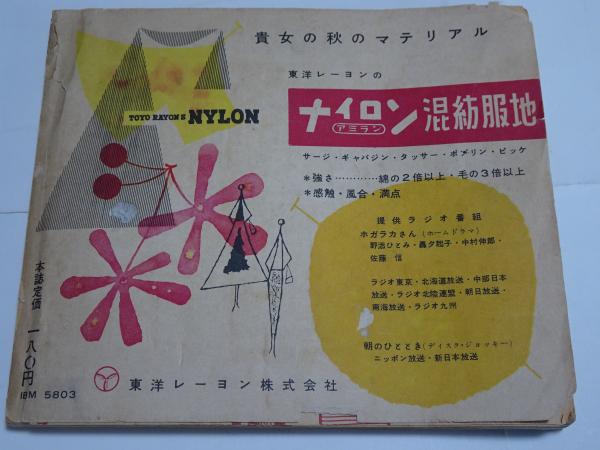 貴女の秋のマテリアル
東洋レーヨンの
TOYO RAYON'S NYLON
ナイロン混紡服地
アミラン
サージ・ギャバジン・タッサー・ポプリン・ピッケ
*強さ…………綿の2倍以上・毛の3倍以上
*感触・風合・満点
提供ラジオ番組
ホガラカさん(ホームドラマ)
野添ひとみ・轟夕起子・中村伸郎・
佐藤 信
ラジオ東京・北海道放送・中部日本
放送・ラジオ北陸連盟・朝日放送・
南海放送・ラジオ九州
朝のひととき(ディスク・ジョッキー)
ニッポン放送・新日本放送
東洋レーヨン株式会社
本誌定価 一八〇円
IBM 5803